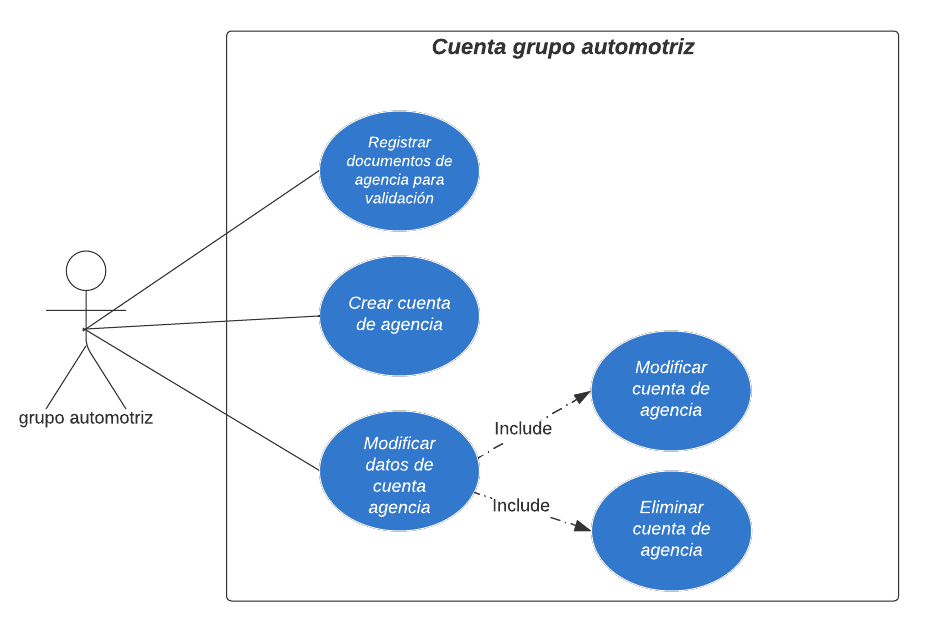 Cuenta grupo automotriz
Registrar
documentos de
agencia para
validación
Crear cuenta
de agencia
Modificar
datos de
cuenta
agencia
Include
Include
Modificar
cuenta de
agencia
Eliminar
cuenta de
agencia
grupo automotriz